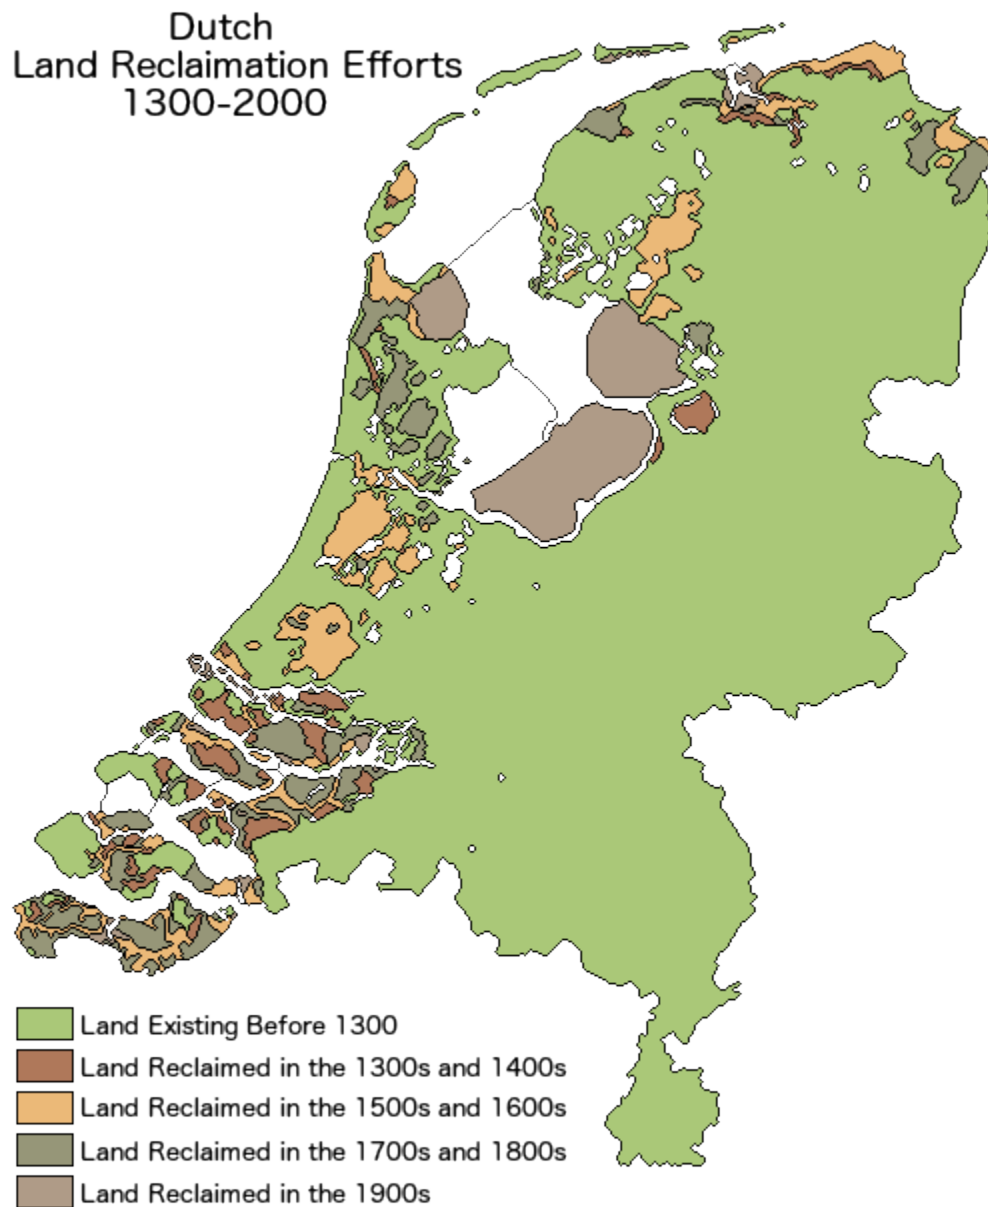 Dutch
Land Reclaimation Efforts
1300-2000
Land Existing Before 1300
Land Reclaimed in the 1300s and 1400s
Land Reclaimed in the 1500s and 1600s
Land Reclaimed in the 1700s and 1800s
Land Reclaimed in the 1900s